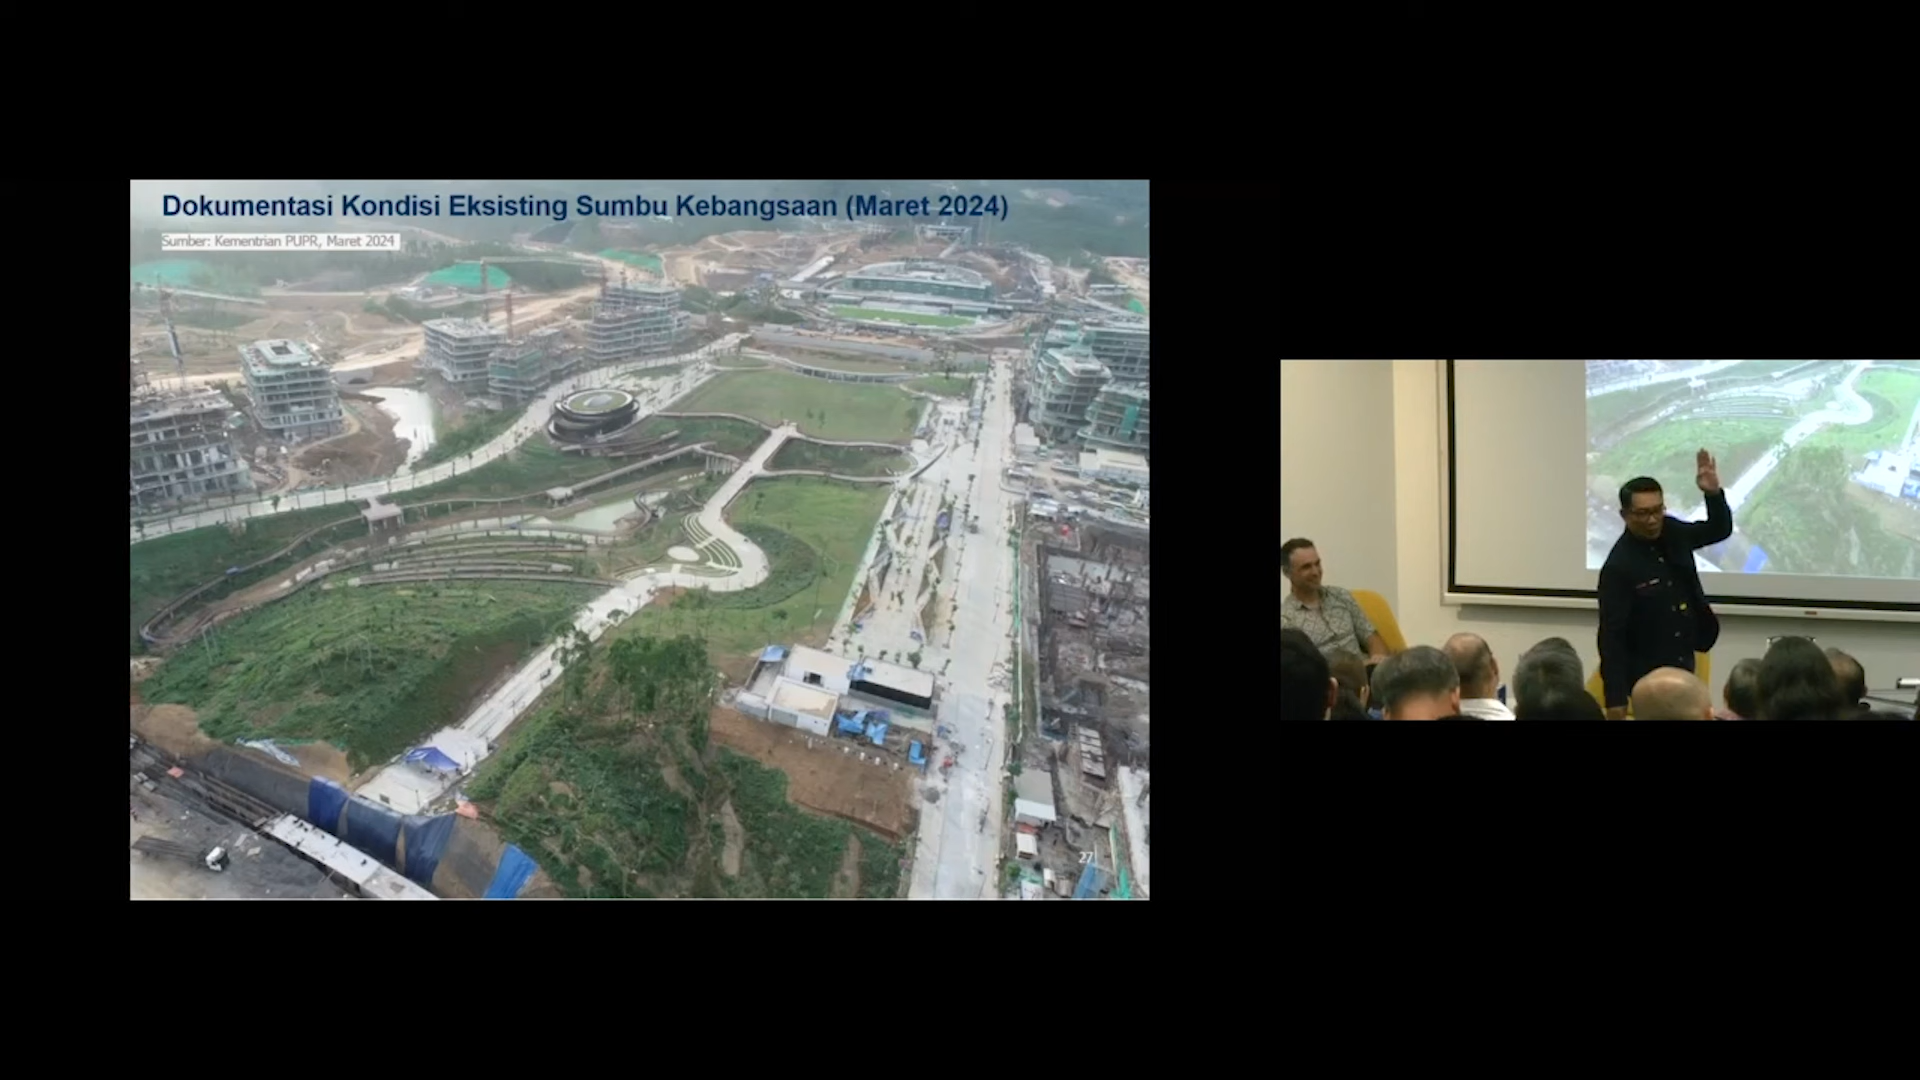 Dokumentasi Kondisi Eksisting Sumbu Kebangsaan (Maret 2024)
Sumber: Kementrian PUPR, Maret 2024
27